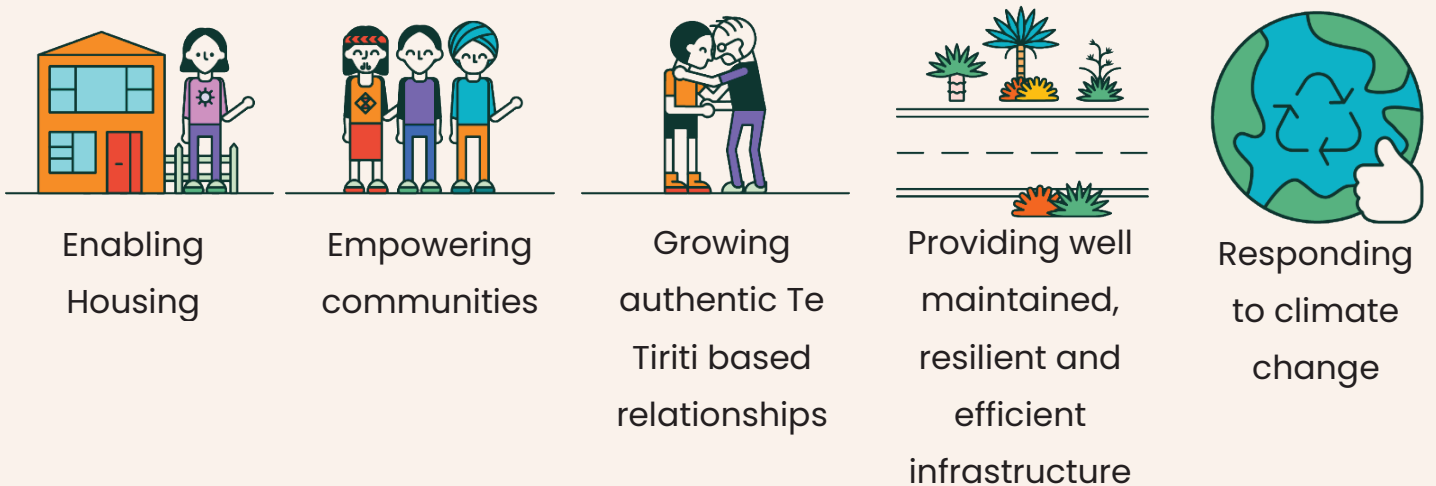 Enabling
Housing
Empowering
communities
Growing
authentic Te
Tiriti based
relationships
Providing well
maintained,
resilient and
efficient
infrastructure
Responding
to climate
change